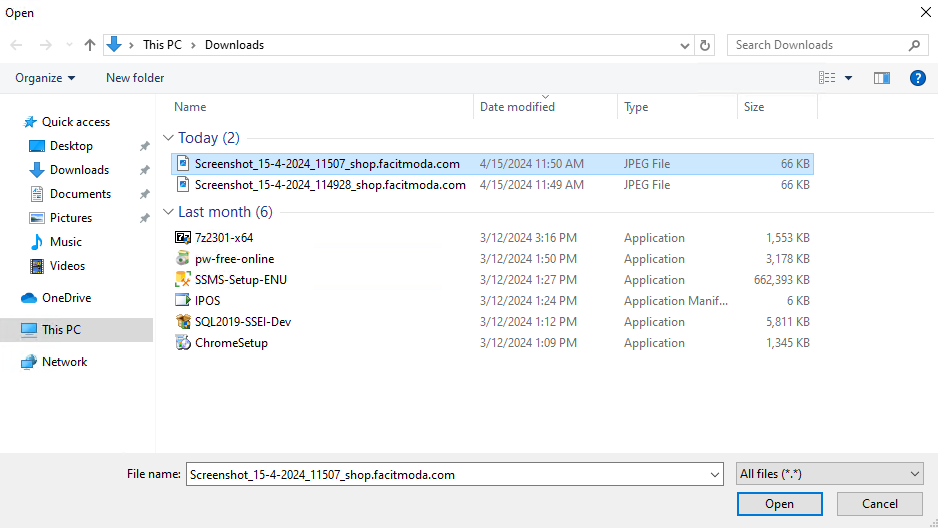 Open
This PC > Downloads
Search Downloads
Organize New folder
Name Date modified Type Size
Quick access
Desktop
Downloads
Documents
Pictures
Music
Videos
OneDrive
This PC
Network
Today (2)
Screenshot_15-4-2024_11507_shop.facitmoda.com 4/15/2024 11:50 AM JPEG File 66 KB
Screenshot_15-4-2024_114928_shop.facitmoda.com 4/15/2024 11:49 AM JPEG File 66 KB
Last month (6)
7z2301-x64 3/12/2024 3:16 PM Application 1,553 KB
pw-free-online 3/12/2024 1:50 PM Application 3,178 KB
SSMS-Setup-ENU 3/12/2024 1:27 PM Application 662,393 KB
IPOS 3/12/2024 1:24 PM Application Manif... 6 KB
SQL2019-SSEI-Dev 3/12/2024 1:12 PM Application 5,811 KB
ChromeSetup 3/12/2024 1:09 PM Application 1,345 KB
File name: Screenshot_15-4-2024_11507_shop.facitmoda.com All files (*.*)
Open Cancel